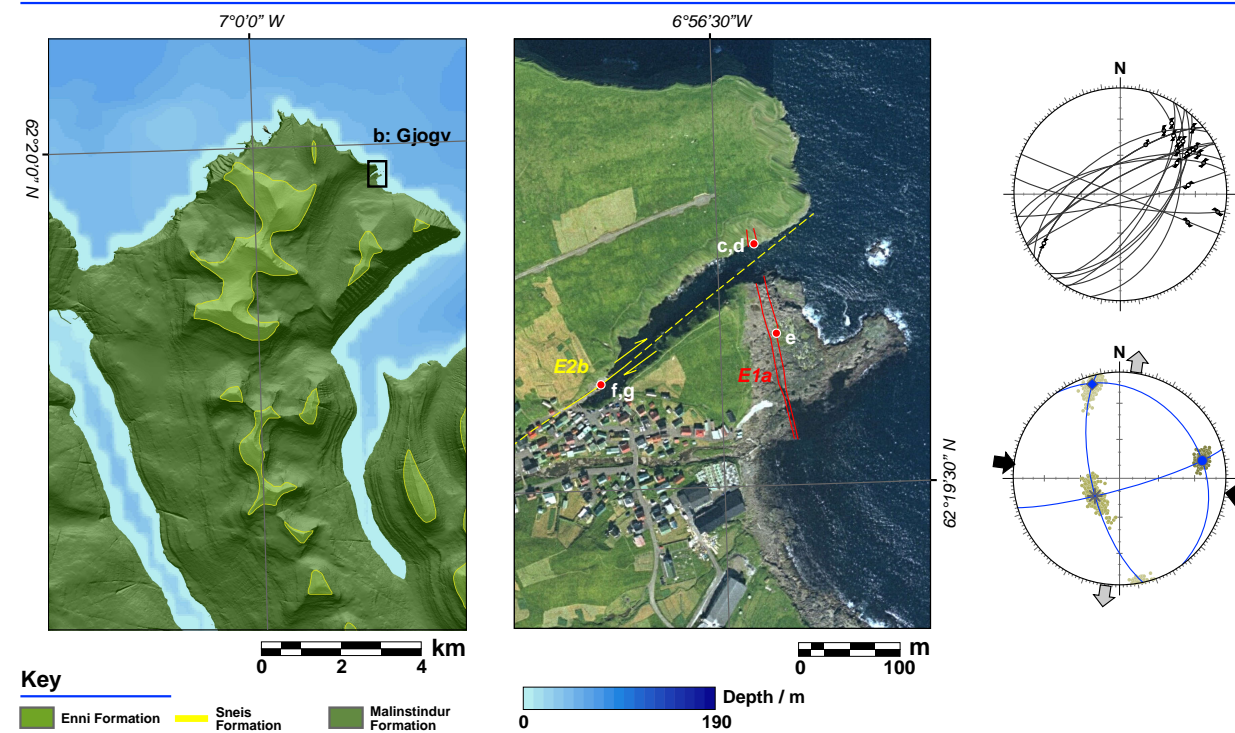 7°0'0" W
6°56'30"W
62°20'0" N
b: Gjogv
c,d
e
E2b
E1a
f,g
62°19'30" N
N
N
km
0 2 4
m
0 100
Key
Enni Formation
Sneis
Formation
Malinstindur
Formation
Depth / m
0 190